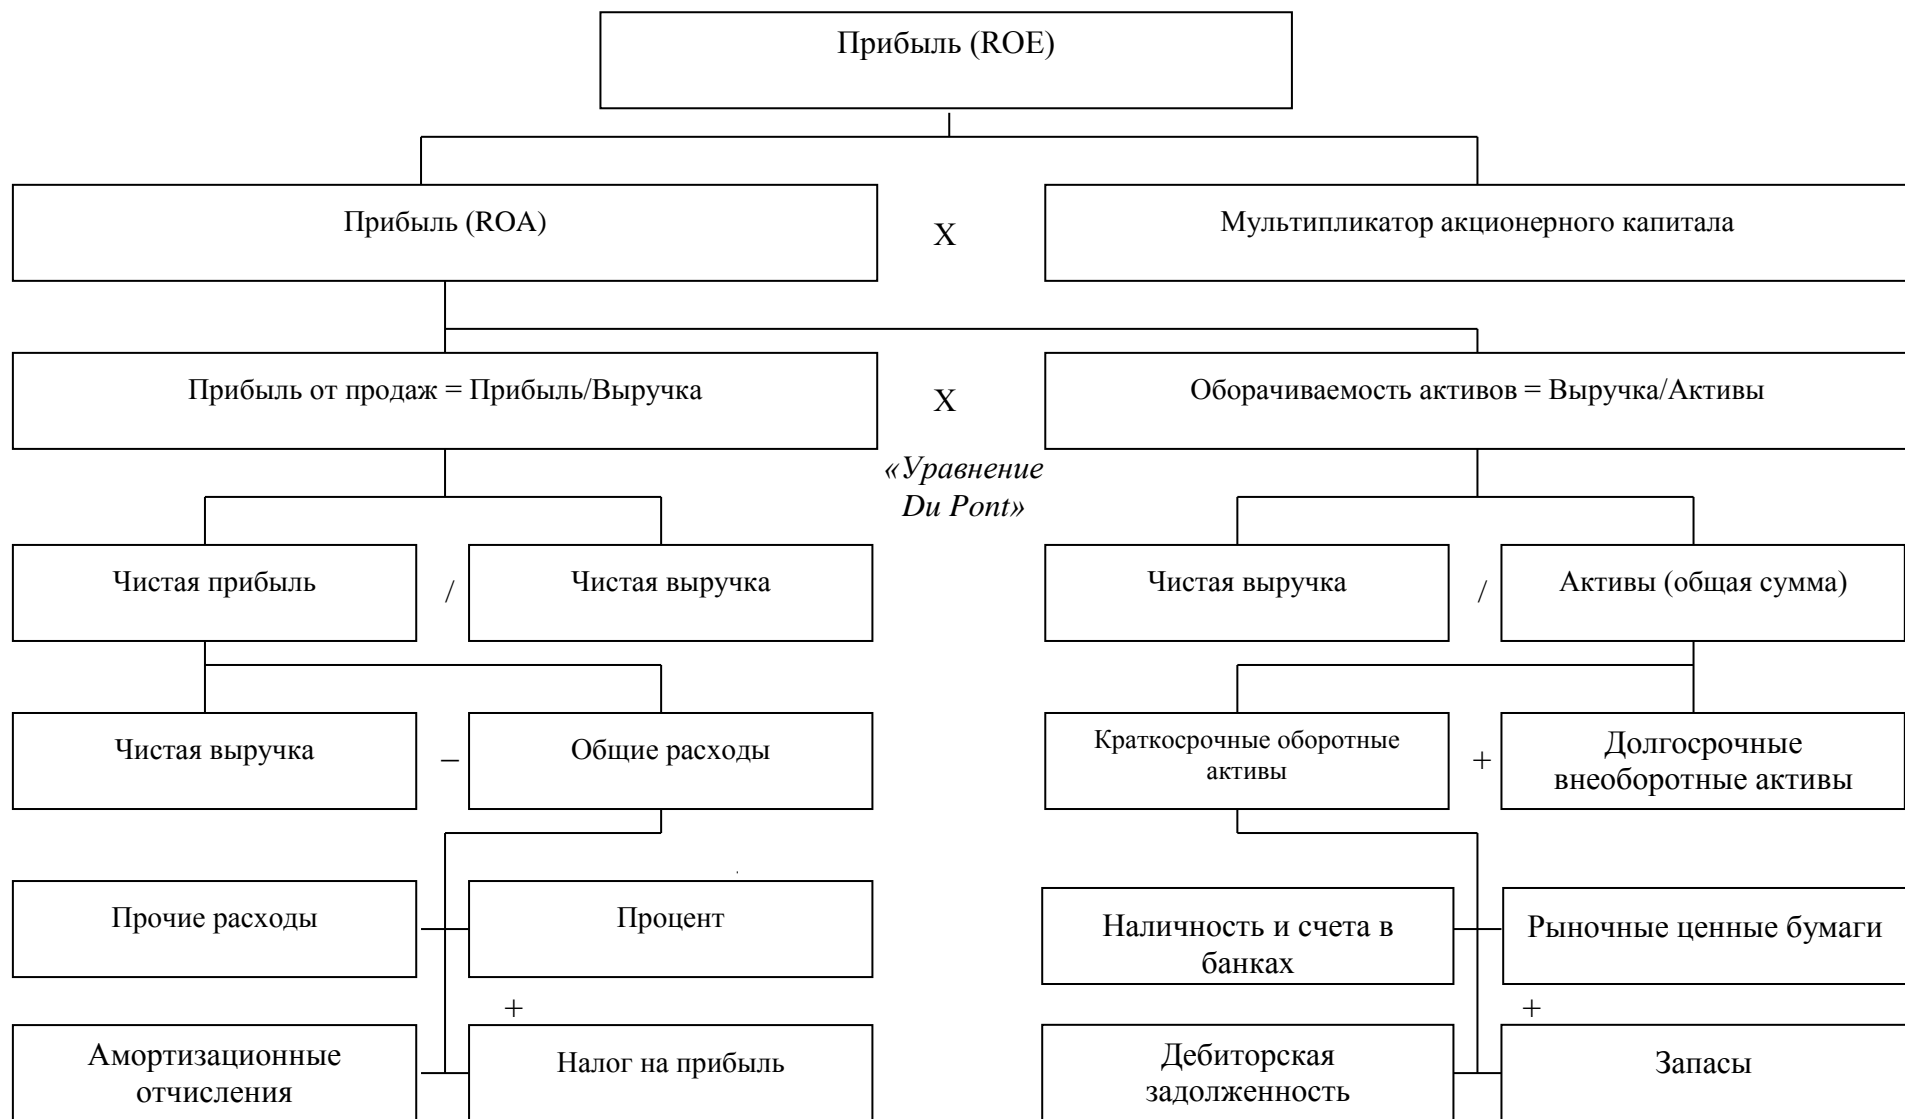 Прибыль (ROE)
Прибыль (ROA)
X
Мультипликатор акционерного капитала
Прибыль от продаж = Прибыль/Выручка
X
Оборачиваемость активов = Выручка/Активы
«Уравнение
Du Pont»
Чистая прибыль
/
Чистая выручка
Чистая выручка
/
Активы (общая сумма)
Чистая выручка
–
Общие расходы
Краткосрочные оборотные
активы
+
Долгосрочные
внеоборотные активы
Прочие расходы
Процент
Наличность и счета в
банках
Рыночные ценные бумаги
+
+
Амортизационные
отчисления
Налог на прибыль
Дебиторская
задолженность
Запасы